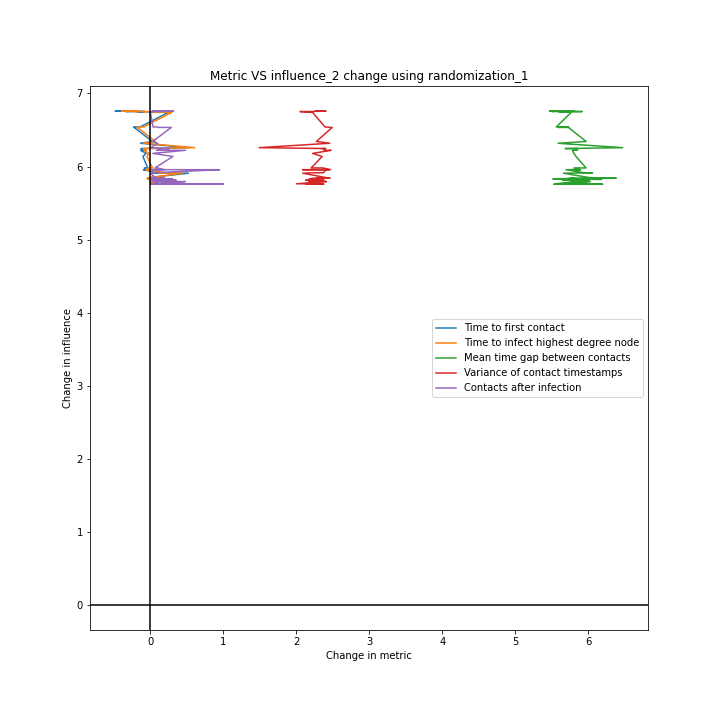 Metric VS influence_2 change using randomization_1
7
6
5
4
3
2
1
0
Change in influence
Time to first contact
Time to infect highest degree node
Mean time gap between contacts
Variance of contact timestamps
Contacts after infection
0 1 2 3 4 5 6
Change in metric